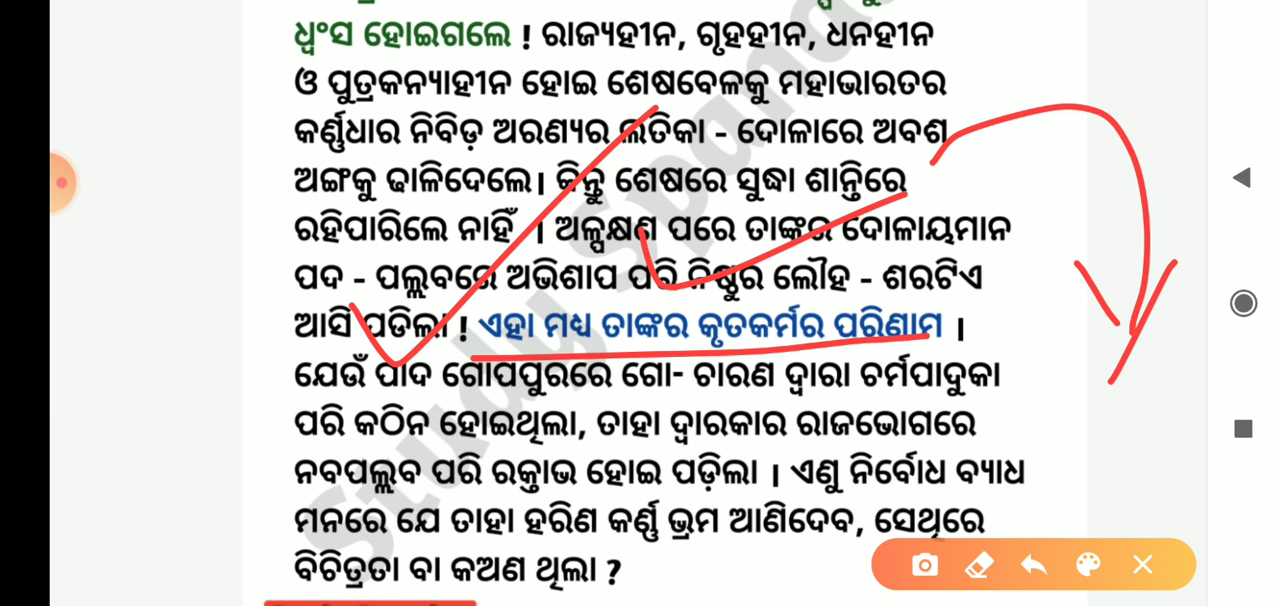 ଧ୍ୱଂସ ହୋଇଗଲେ ! ରାଜ୍ୟହୀନ, ଗୃହହୀନ, ଧନହୀନ
ଓ ପୁତ୍ରକନ୍ୟାହୀନ ହୋଇ ଶେଷବେଳକୁ ମହାଭାରତର
କର୍ଣ୍ଣଧାର ନିବିଡ଼ ଅରଣ୍ୟର ଲତିକା - ଦୋଳାରେ ଅବଶ
ଅଙ୍ଗକୁ ଢାଳିଦେଲେ। କିନ୍ତୁ ଶେଷରେ ସୁଦ୍ଧା ଶାନ୍ତିରେ
ରହିପାରିଲେ ନାହିଁ । ଅଳ୍ପକ୍ଷଣ ପରେ ତାଙ୍କର ଦୋଳାୟମାନ
ପଦ - ପଲ୍ଲବରେ ଅଭିଶାପ ପରି ନିଷ୍ଠୁର ଲୌହ - ଶରଟିଏ
ଆସି ପଡିଲା ! ଏହା ମଧ୍ୟ ତାଙ୍କର କୃତକର୍ମର ପରିଣାମ ।
ଯେଉଁ ପାଦ ଗୋପପୁରରେ ଗୋ- ଚାରଣ ଦ୍ୱାରା ଚର୍ମପାଦୁକା
ପରି କଠିନ ହୋଇଥିଲା, ତାହା ଦ୍ୱାରକାର ରାଜଭୋଗରେ
ନବପଲ୍ଲବ ପରି ରକ୍ତାଭ ହୋଇ ପଡ଼ିଲା । ଏଣୁ ନିର୍ବୋଧ ବ୍ୟାଧ
ମନରେ ଯେ ତାହା ହରିଣ କର୍ଣ୍ଣ ଭ୍ରମ ଆଣିଦେବ, ସେଥିରେ
ବିଚିତ୍ରତା ବା କଅଣ ଥିଲା ?
Study Spand